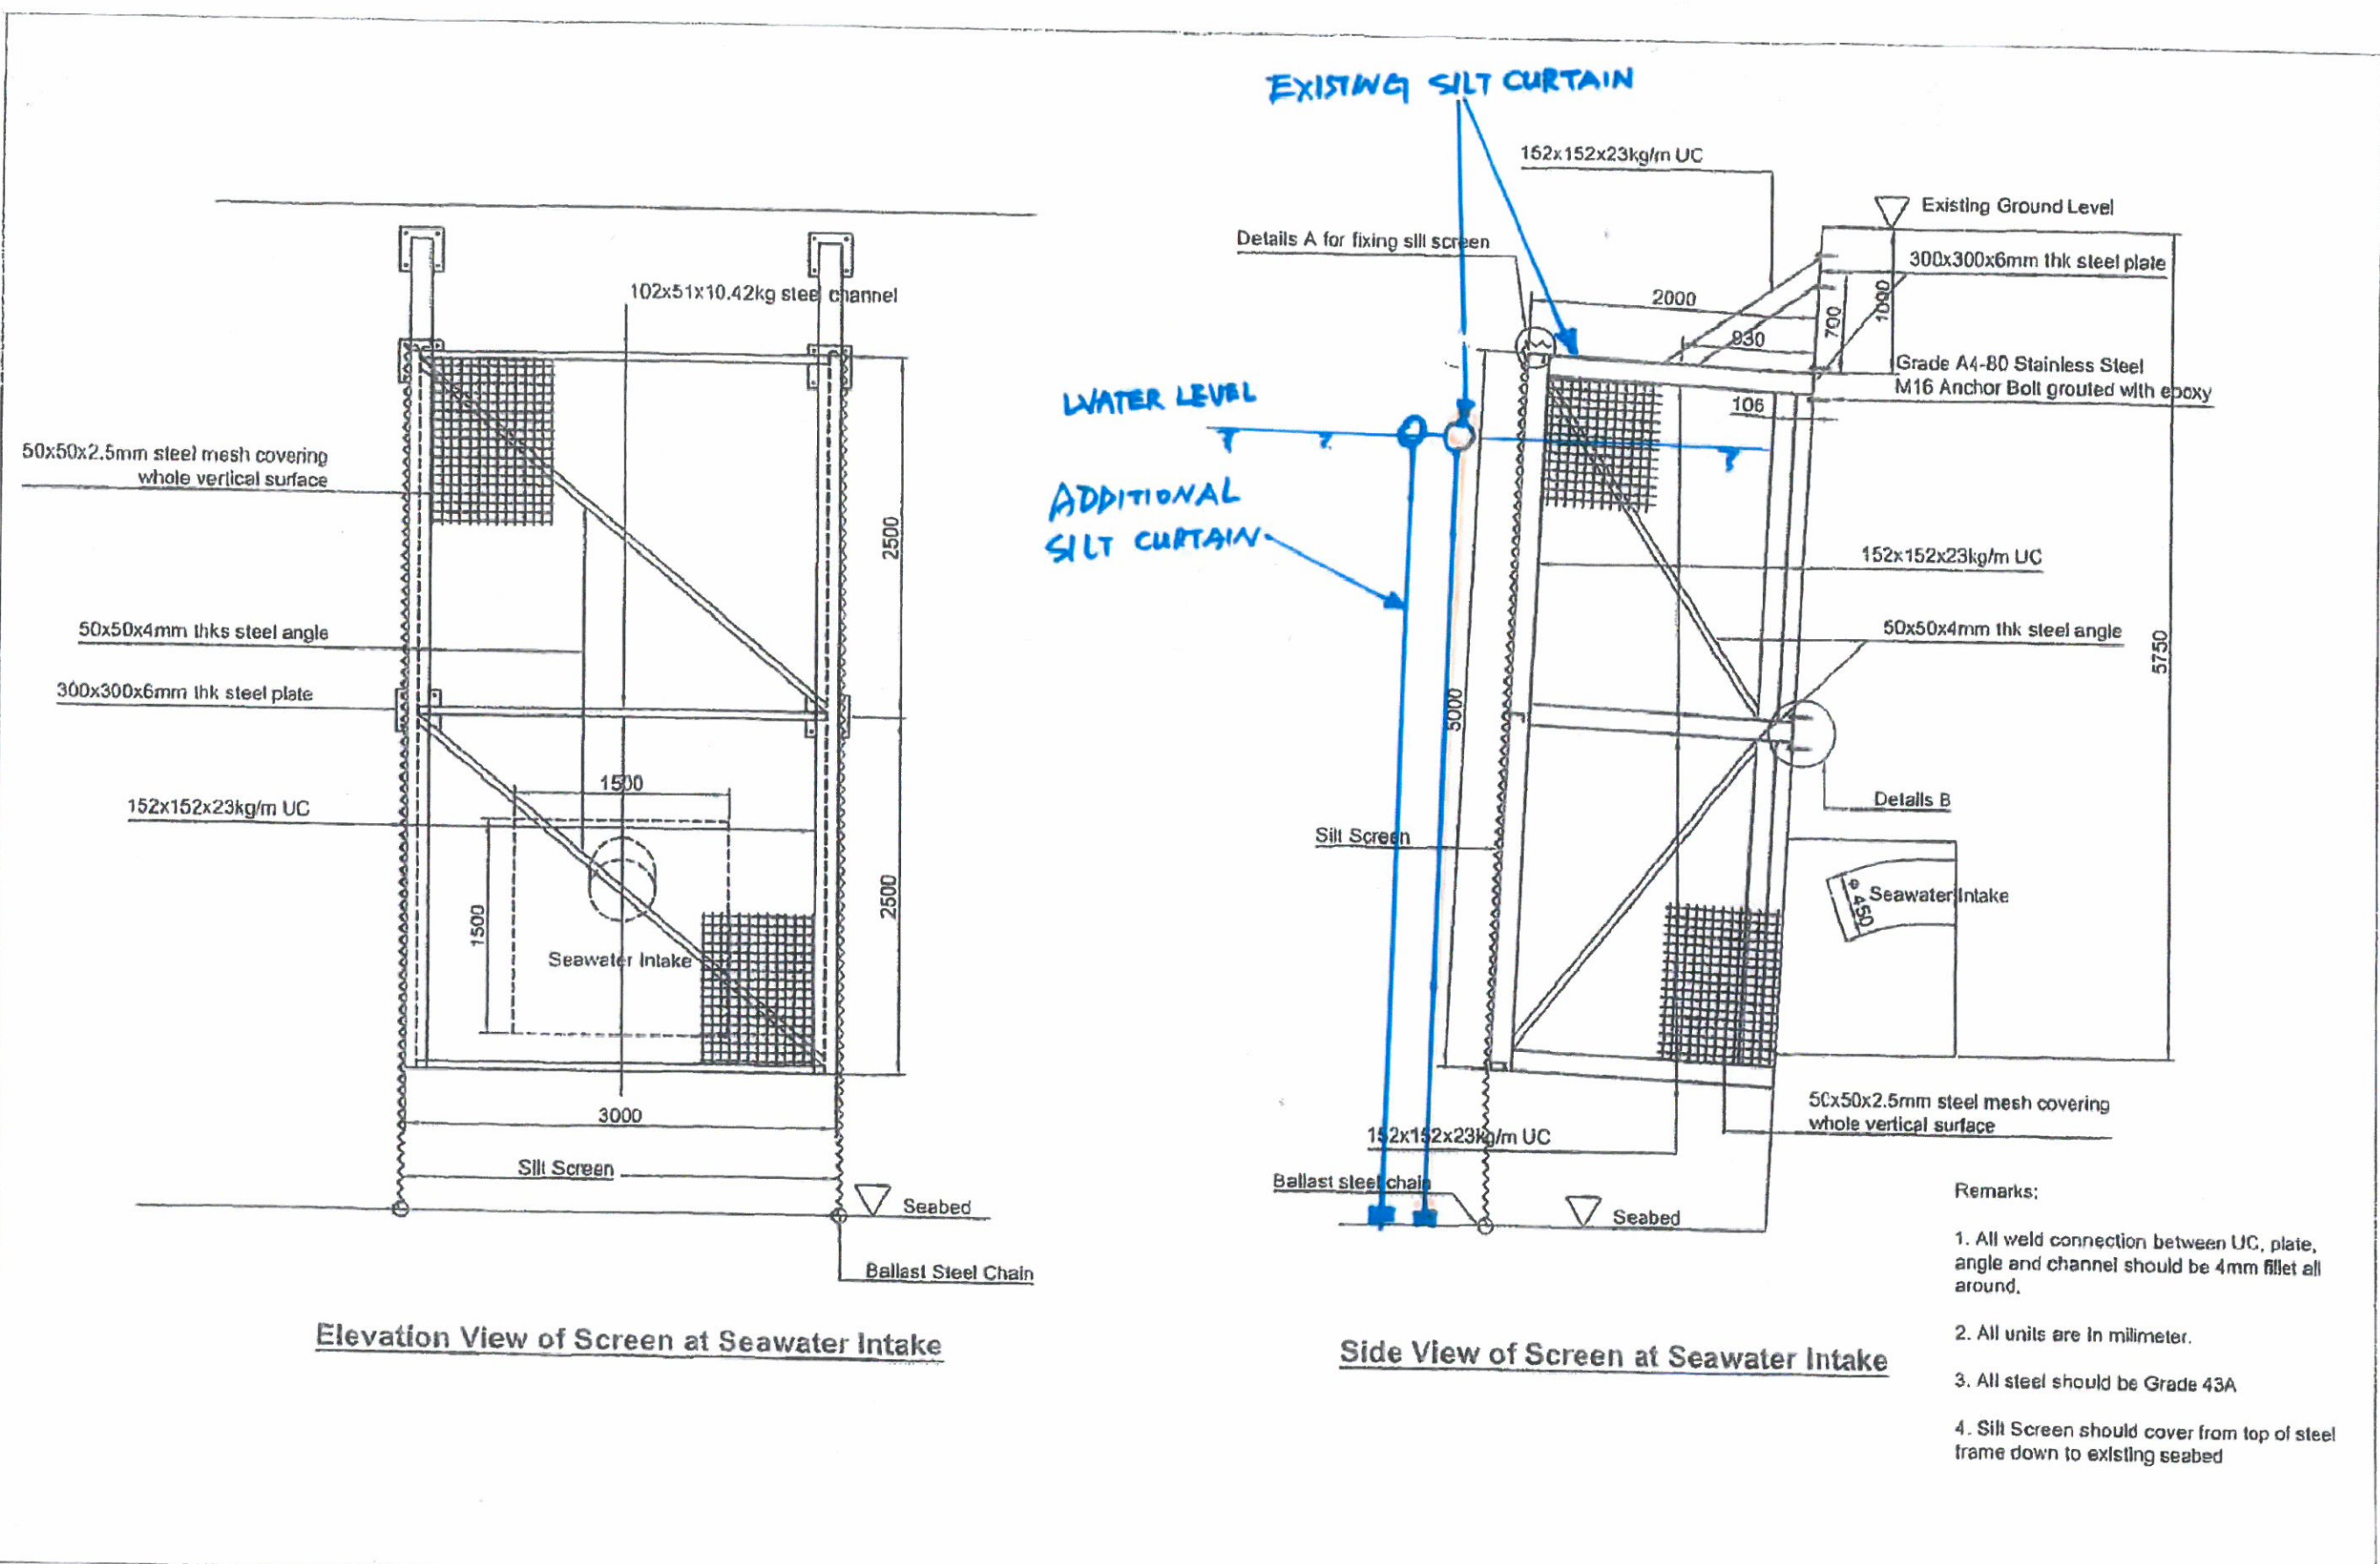 EXISTING SILT CURTAIN
152x152x23kg/m UC
Existing Ground Level
Details A for fixing silt screen
300x300x6mm thk steel plate
102x51x10.42kg steel channel
2000
930
700
1000
Grade A4-80 Stainless Steel
M16 Anchor Bolt grouted with epoxy
106
WATER LEVEL
50x50x2.5mm steel mesh covering
whole vertical surface
ADDITIONAL
SILT CURTAIN
2500
152x152x23kg/m UC
50x50x4mm thks steel angle
50x50x4mm thk steel angle
5750
300x300x6mm thk steel plate
5000
1500
152x152x23kg/m UC
Details B
Silt Screen
2500
1500
Seawater Intake
φ 450
Seawater Intake
3000
50x50x2.5mm steel mesh covering
whole vertical surface
152x152x23kg/m UC
Silt Screen
Ballast steel chain
Seabed
Seabed
Ballast Steel Chain
Remarks:
1. All weld connection between UC, plate,
angle and channel should be 4mm fillet all
around.
2. All units are in milimeter.
3. All steel should be Grade 43A
4. Silt Screen should cover from top of steel
frame down to existing seabed
Elevation View of Screen at Seawater Intake
Side View of Screen at Seawater Intake